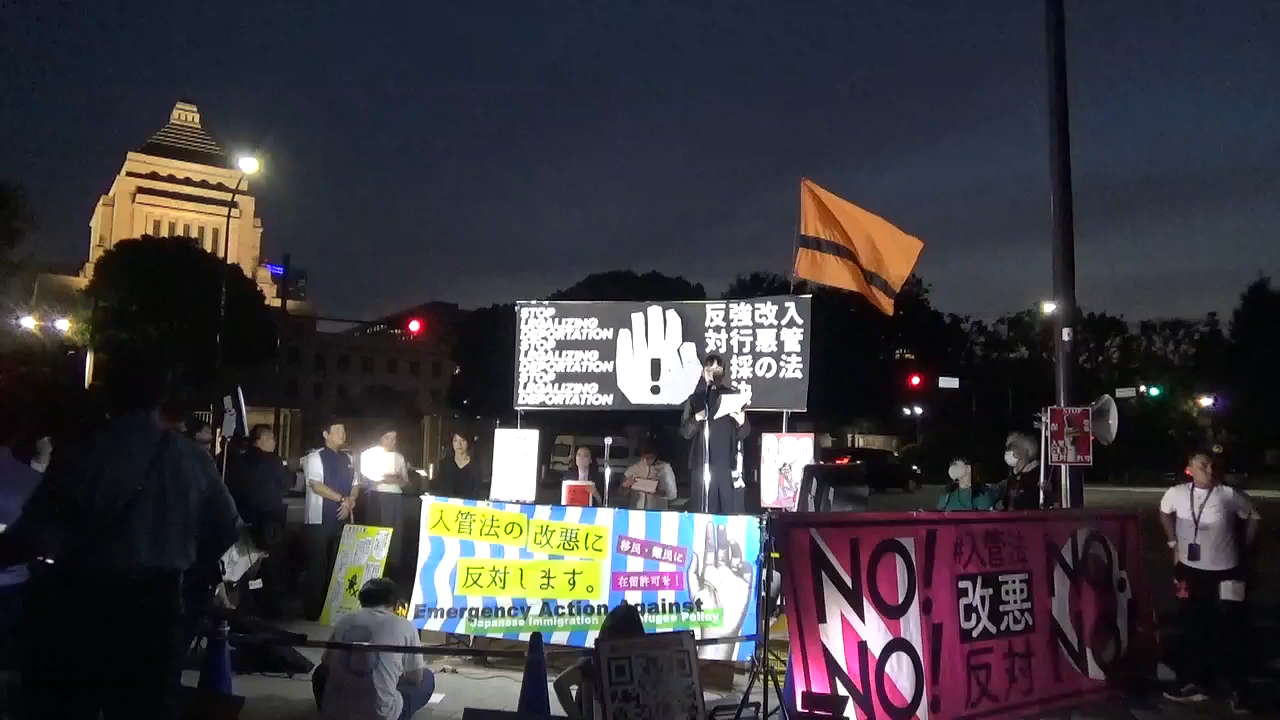 STOP
LEGALIZING
DEPORTATION
STOP
LEGALIZING
DEPORTATION
STOP
LEGALIZING
DEPORTATION
入管法
改悪の
強行採決
反対
入管法の改悪に
反対します。
移民・難民に
在留許可を!
Emergency Action Against
Japanese Immigration Refugee Policy
NO!
NO!
#入管法
改悪
反対
NO!
STOP